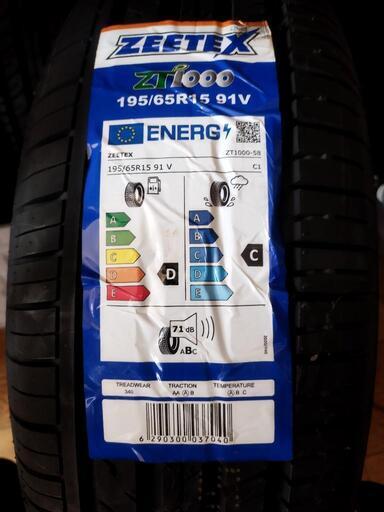 ZEETEX
ZT1000
195/65R15 91V
ENERG
ZEETEX ZT1000-58
195/65R15 91 V C1
A A
B B
C C C
D D D
E E
71 dB
ABC
TREADWEAR TRACTION TEMPERATURE
340 AA A B A B C
6 290300 037040